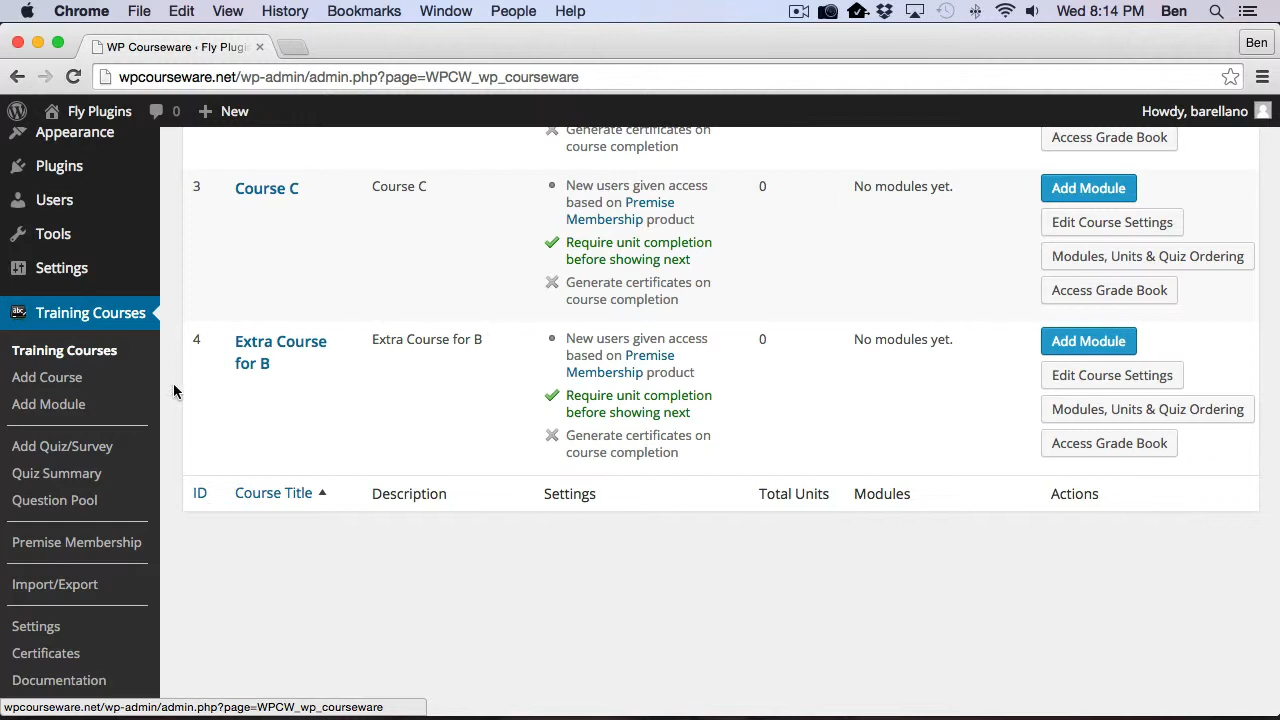 Chrome File Edit View History Bookmarks Window People Help Wed 8:14 PM Ben
WP Courseware ‹ Fly Plugi
Ben
wpcourseware.net/wp-admin/admin.php?page=WPCW_wp_courseware
Fly Plugins 0 New Howdy, barellano
Appearance
Plugins
Users
Tools
Settings
Training Courses
Training Courses
Add Course
Add Module
Add Quiz/Survey
Quiz Summary
Question Pool
Premise Membership
Import/Export
Settings
Certificates
Documentation
Generate certificates on
course completion
Access Grade Book
3 Course C Course C
New users given access
based on Premise
Membership product
Require unit completion
before showing next
Generate certificates on
course completion
0 No modules yet.
Add Module
Edit Course Settings
Modules, Units & Quiz Ordering
Access Grade Book
4 Extra Course
for B
Extra Course for B
New users given access
based on Premise
Membership product
Require unit completion
before showing next
Generate certificates on
course completion
0 No modules yet.
Add Module
Edit Course Settings
Modules, Units & Quiz Ordering
Access Grade Book
ID Course Title Description Settings Total Units Modules Actions
wpcourseware.net/wp-admin/admin.php?page=WPCW_wp_courseware